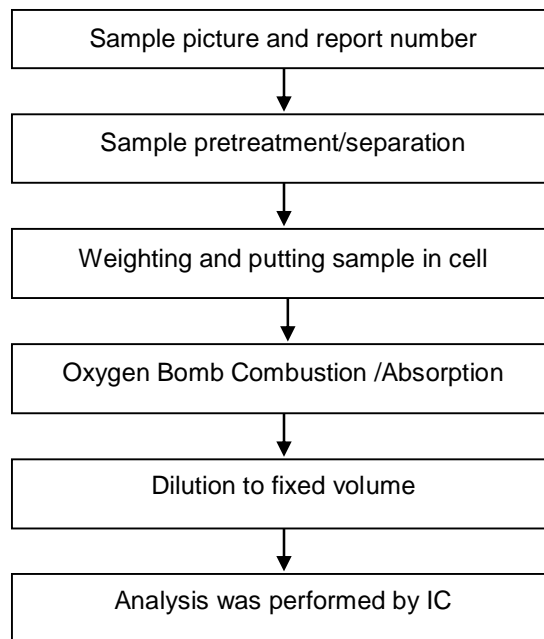 Sample picture and report number
Sample pretreatment/separation
Weighting and putting sample in cell
Oxygen Bomb Combustion /Absorption
Dilution to fixed volume
Analysis was performed by IC